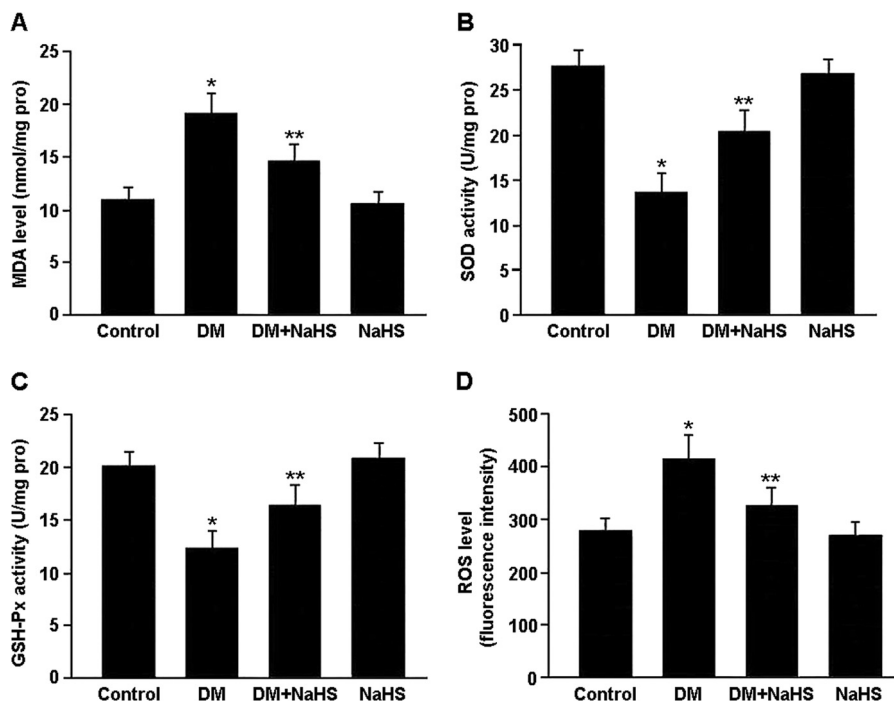 A
MDA level (nmol/mg pro)
25
20
15
10
5
0
*
**
Control DM DM+NaHS NaHS
B
SOD activity (U/mg pro)
30
25
20
15
10
5
0
*
**
Control DM DM+NaHS NaHS
C
GSH-Px activity (U/mg pro)
25
20
15
10
5
0
*
**
Control DM DM+NaHS NaHS
D
ROS level
(fluorescence intensity)
500
400
300
200
100
0
*
**
Control DM DM+NaHS NaHS